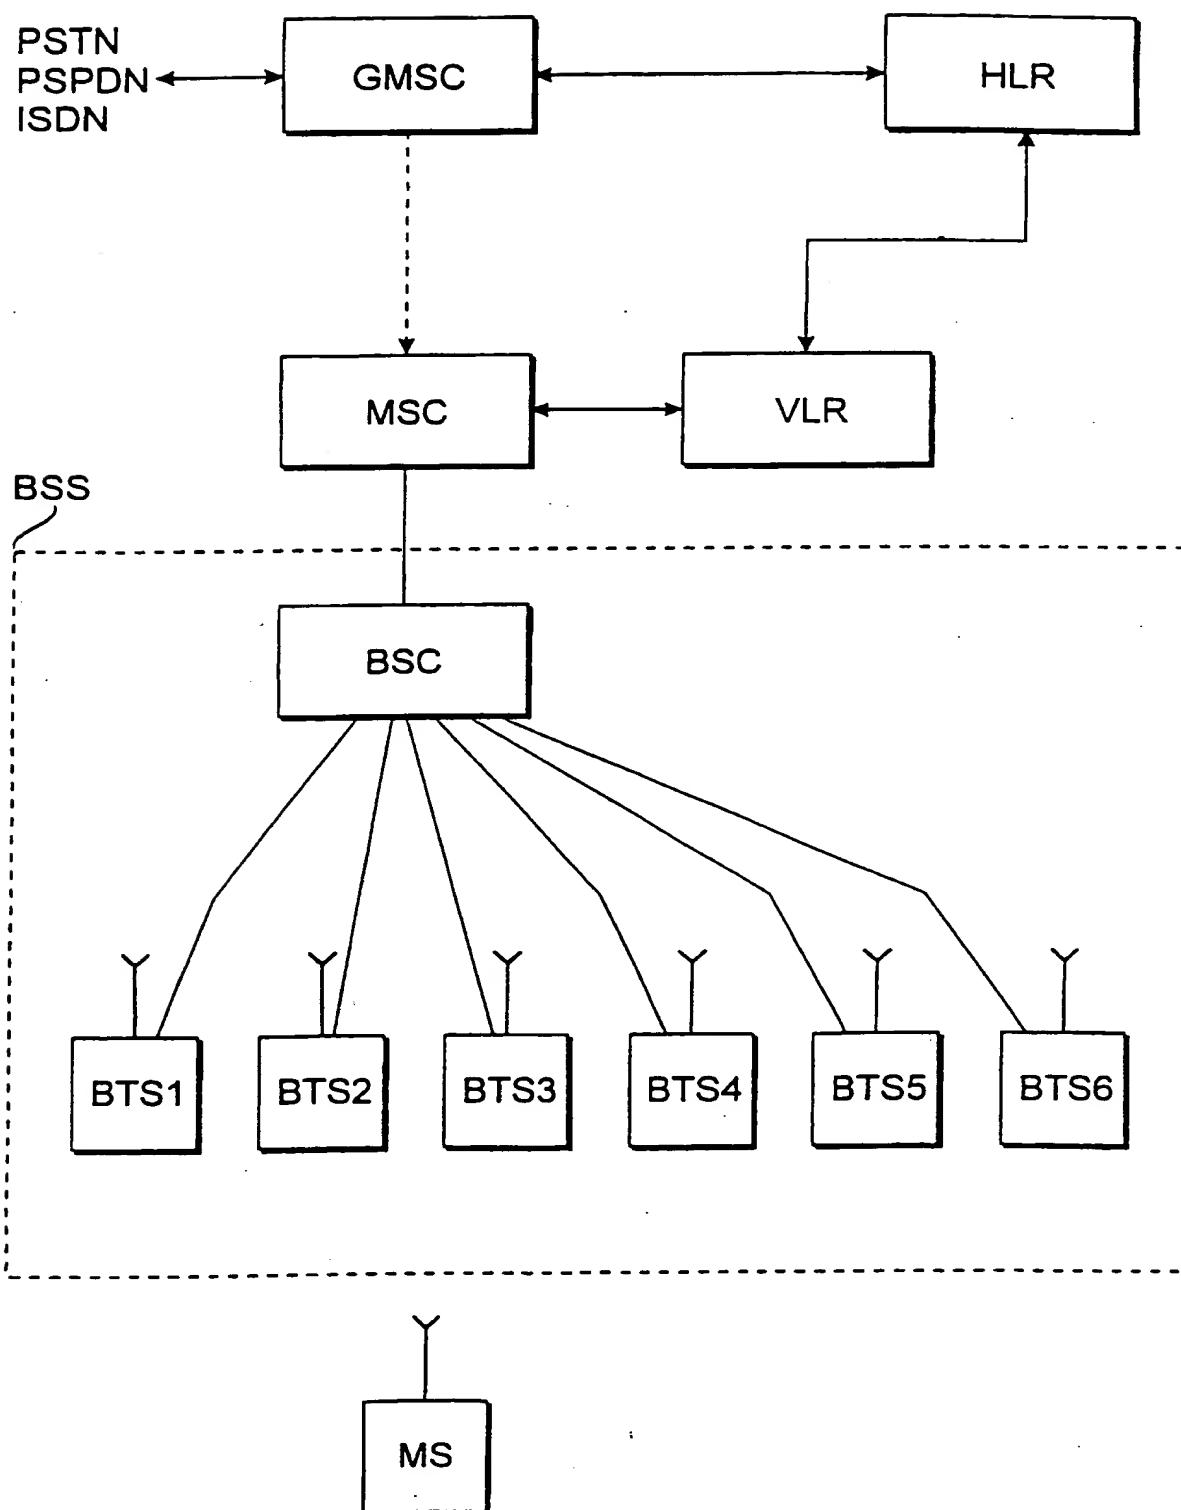 PSTN
PSPDN
ISDN
GMSC
HLR
MSC
VLR
BSS
BSC
BTS1
BTS2
BTS3
BTS4
BTS5
BTS6
MS